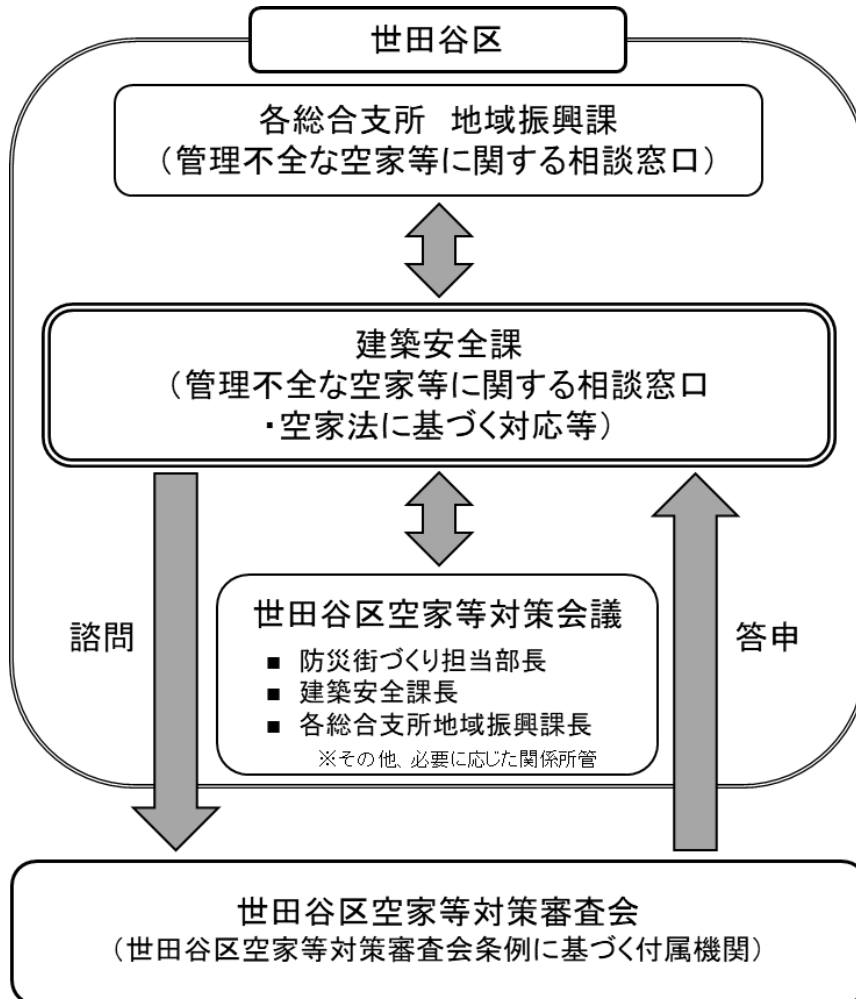 世田谷区
各総合支所 地域振興課
（管理不全な空家等に関する相談窓口）
建築安全課
（管理不全な空家等に関する相談窓口
・空家法に基づく対応等）
諮問
答申
世田谷区空家等対策会議
■ 防災街づくり担当部長
■ 建築安全課長
■ 各総合支所地域振興課長
※その他、必要に応じた関係所管
世田谷区空家等対策審査会
（世田谷区空家等対策審査会条例に基づく付属機関）